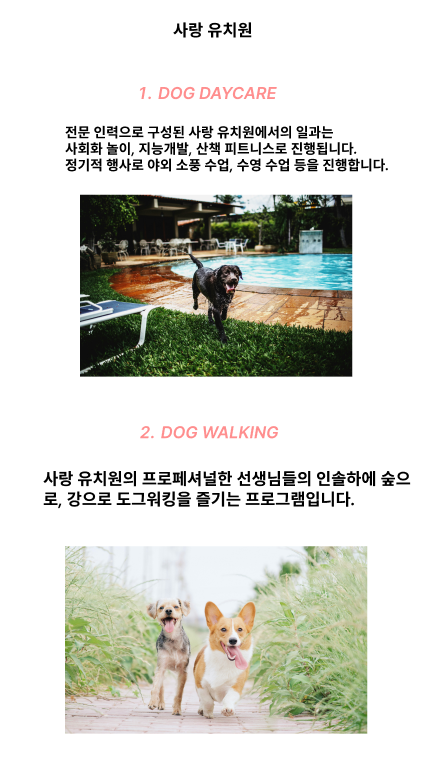 사랑 유치원
1. DOG DAYCARE
전문 인력으로 구성된 사랑 유치원에서의 일과는
사회화 놀이, 지능개발, 산책 피트니스로 진행됩니다.
정기적 행사로 야외 소풍 수업, 수영 수업 등을 진행합니다.
2. DOG WALKING
사랑 유치원의 프로페셔널한 선생님들의 인솔하에 숲으
로, 강으로 도그워킹을 즐기는 프로그램입니다.